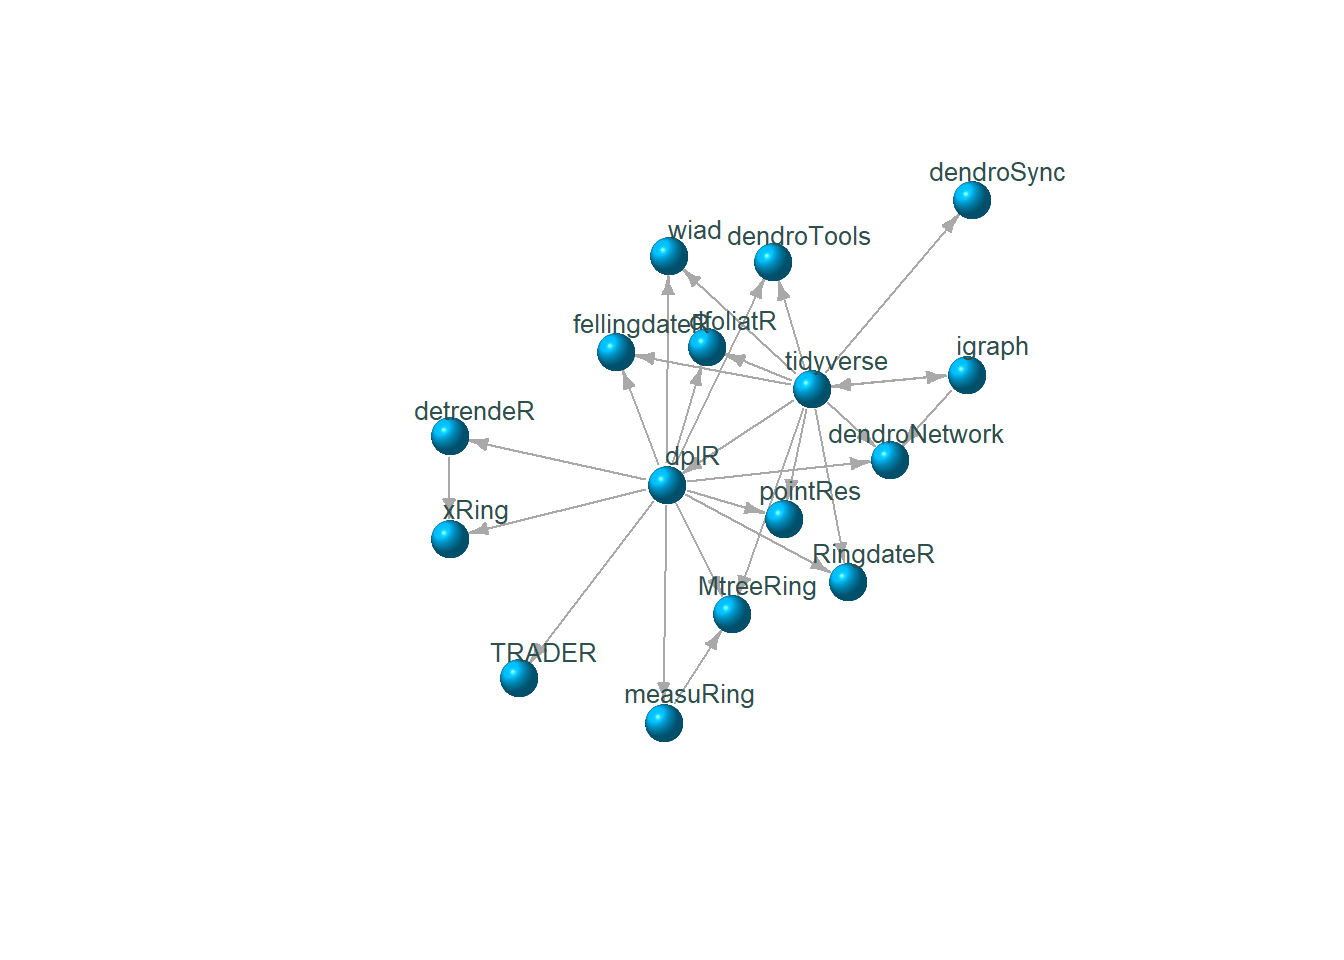 dendroSync
wiad
dendroTools
fellingdateR
dfoliatR
igraph
tidyverse
detrendeR
dendroNetwork
dplR
pointRes
xRing
RingdateR
MtreeRing
TRADER
measuRing